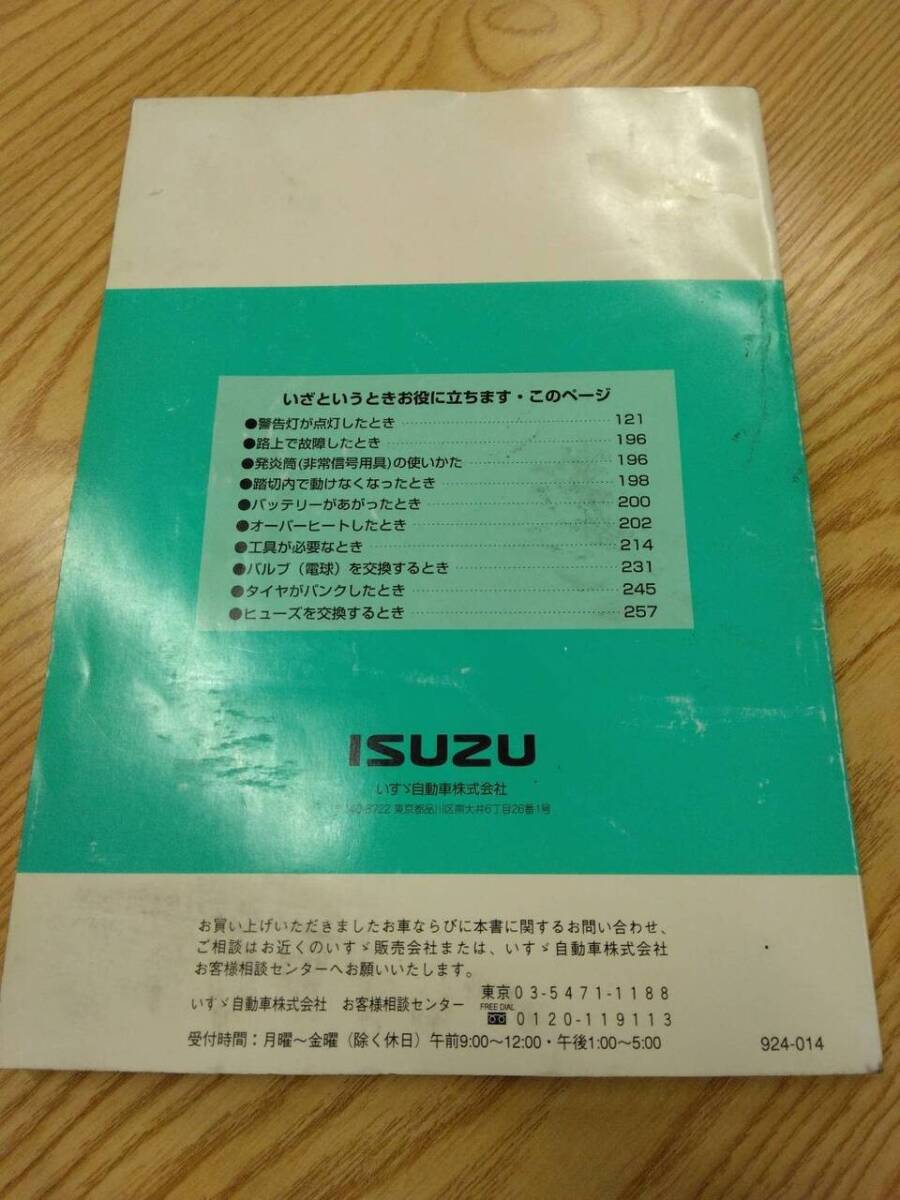 いざというときお役に立ちます・このページ
●警告灯が点灯したとき 121
●路上で故障したとき 196
●発炎筒(非常信号用具)の使いかた 196
●踏切内で動けなくなったとき 198
●バッテリーがあがったとき 200
●オーバーヒートしたとき 202
●工具が必要なとき 214
●バルブ（電球）を交換するとき 231
●タイヤがパンクしたとき 245
●ヒューズを交換するとき 257
ISUZU
いすゞ自動車株式会社
40-8722 東京都品川区南大井6丁目26番1号
お買い上げいただきましたお車ならびに本書に関するお問い合わせ、
ご相談はお近くのいすゞ販売会社または、いすゞ自動車株式会社
お客様相談センターへお願いいたします。
いすゞ自動車株式会社 お客様相談センター 東京03-5471-1188
FREE DIAL
0120-119113
受付時間：月曜〜金曜（除く休日）午前9:00〜12:00・午後1:00〜5:00
924-014